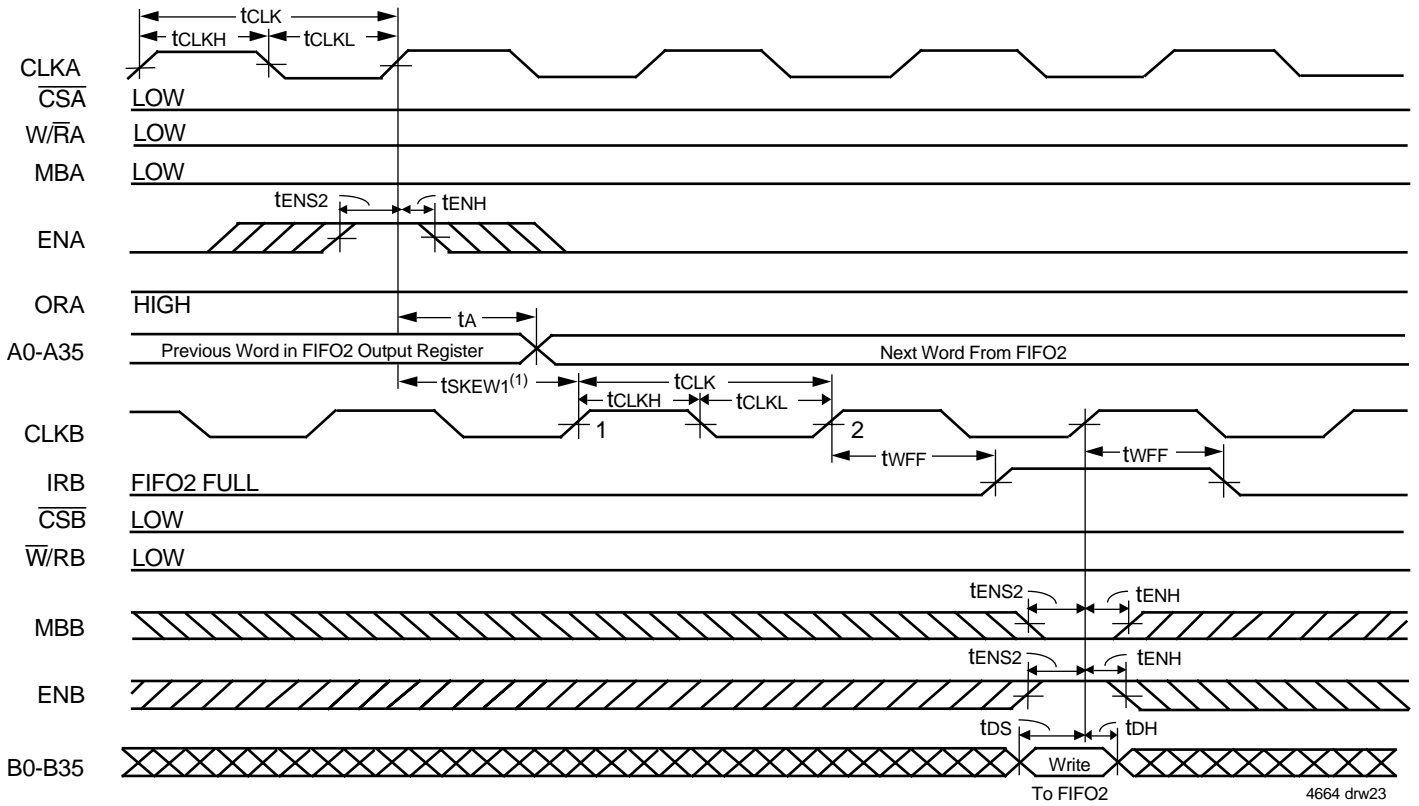 tCLK
tCLKH
tCLKL
CLKA
CSA LOW
W/RA LOW
MBA LOW
tENS2
tENH
ENA
ORA HIGH
tA
A0-A35 Previous Word in FIFO2 Output Register Next Word From FIFO2
tSKEW1(1)
tCLK
tCLKH
tCLKL
CLKB 1 2
tWFF
tWFF
IRB FIFO2 FULL
CSB LOW
W/RB LOW
tENS2
tENH
MBB
tENS2
tENH
ENB
tDS
tDH
B0-B35 Write
To FIFO2
4664 drw23